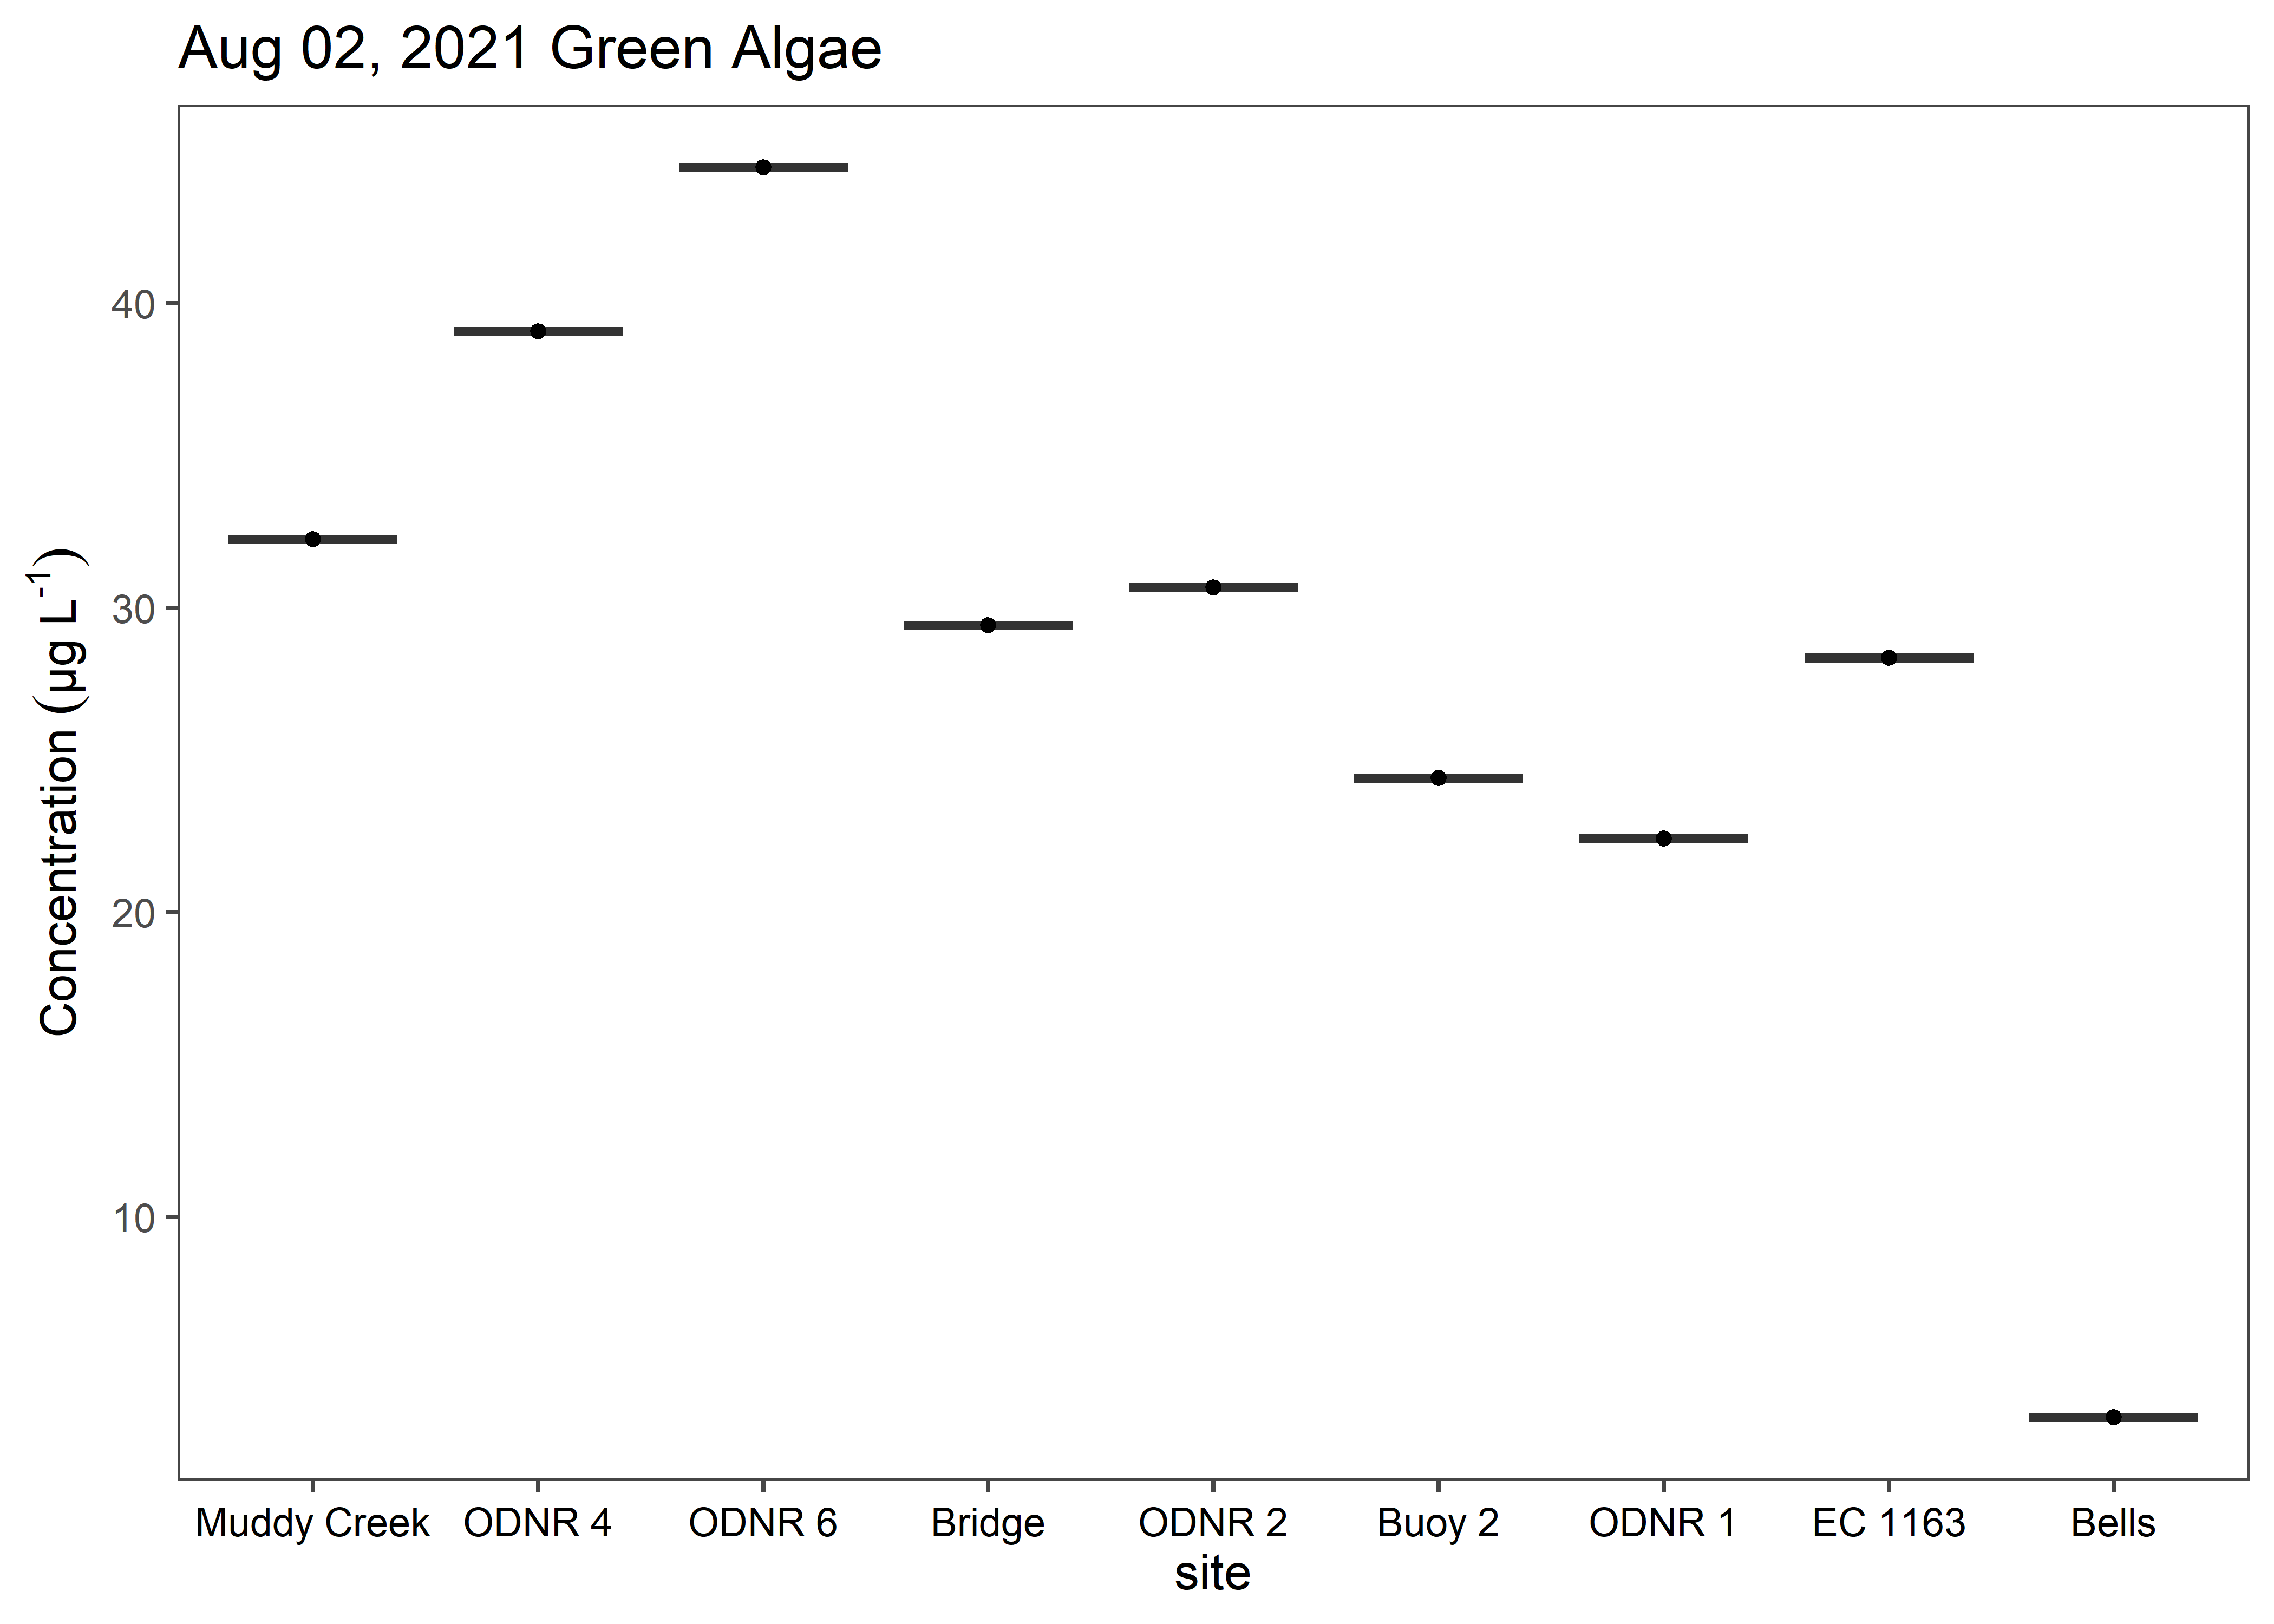 Aug 02, 2021 Green Algae
Concentration (µg L⁻¹)
40
30
20
10
Muddy Creek ODNR 4 ODNR 6 Bridge ODNR 2 Buoy 2 ODNR 1 EC 1163 Bells
site